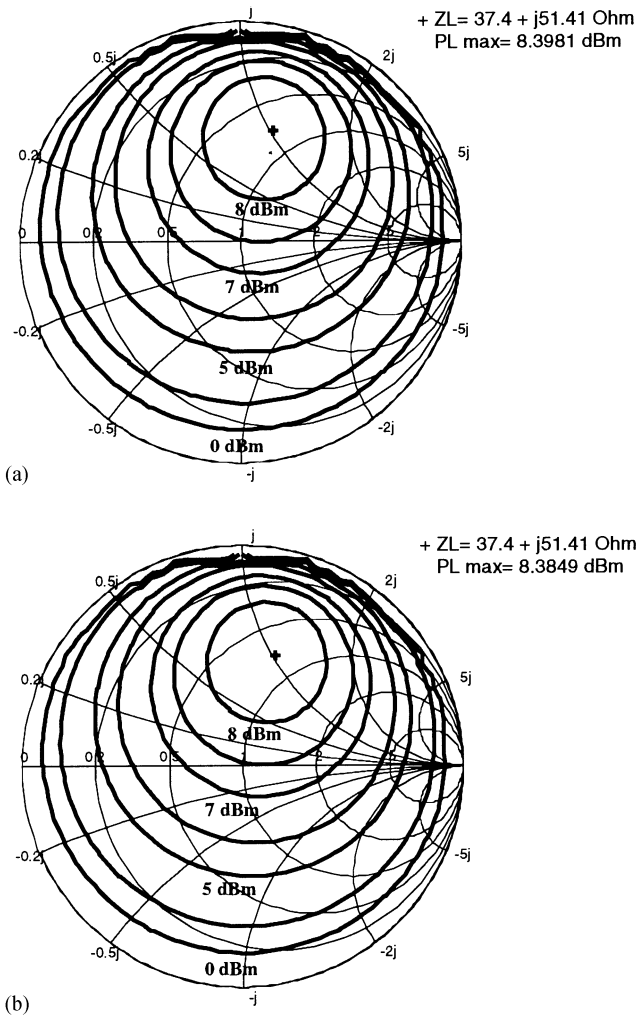 j
+ ZL= 37.4 + j51.41 Ohm
PL max= 8.3981 dBm
0.5j
2j
0.2j
5j
8 dBm
0 0.2 0.5 1 2 5
7 dBm
-0.2j
-5j
5 dBm
-0.5j
-2j
0 dBm
(a)
-j
j
+ ZL= 37.4 + j51.41 Ohm
PL max= 8.3849 dBm
0.5j
2j
0.2j
5j
8 dBm
0 0.2 0.5 1 2 5
7 dBm
-0.2j
-5j
5 dBm
-0.5j
-2j
0 dBm
(b)
-j